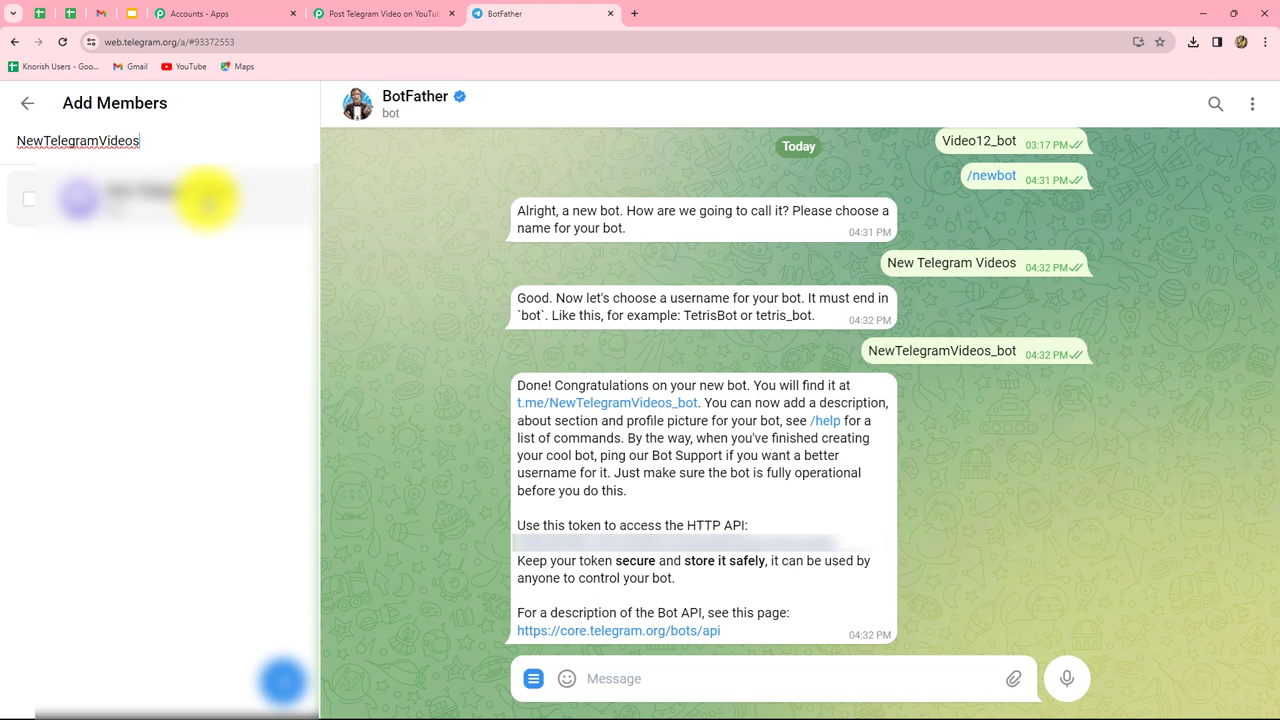 Accounts - Apps
Post Telegram Video on YouTu
BotFather
web.telegram.org/a/#93372553
Knorish Users - Goo...
Gmail
YouTube
Maps
Add Members
NewTelegramVideos
BotFather
bot
Today
Video12_bot 03:17 PM
/newbot 04:31 PM
Alright, a new bot. How are we going to call it? Please choose a
name for your bot. 04:31 PM
New Telegram Videos 04:32 PM
Good. Now let's choose a username for your bot. It must end in
`bot`. Like this, for example: TetrisBot or tetris_bot. 04:32 PM
NewTelegramVideos_bot 04:32 PM
Done! Congratulations on your new bot. You will find it at
t.me/NewTelegramVideos_bot. You can now add a description,
about section and profile picture for your bot, see /help for a
list of commands. By the way, when you've finished creating
your cool bot, ping our Bot Support if you want a better
username for it. Just make sure the bot is fully operational
before you do this.
Use this token to access the HTTP API:
Keep your token secure and store it safely, it can be used by
anyone to control your bot.
For a description of the Bot API, see this page:
https://core.telegram.org/bots/api 04:32 PM
Message